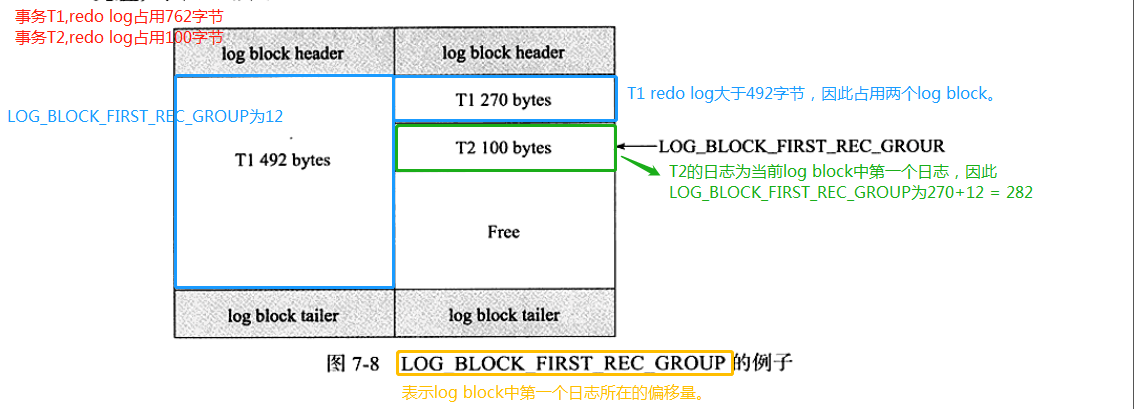 事务T1,redo log占用762字节
事务T2,redo log占用100字节
log block header
log block header
T1 270 bytes
T1 redo log大于492字节，因此占用两个log block。
LOG_BLOCK_FIRST_REC_GROUP为12
T1 492 bytes
T2 100 bytes
LOG_BLOCK_FIRST_REC_GROUR
T2的日志为当前log block中第一个日志，因此
LOG_BLOCK_FIRST_REC_GROUP为270+12 = 282
Free
log block tailer
log block tailer
图 7-8 LOG_BLOCK_FIRST_REC_GROUP 的例子
表示log block中第一个日志所在的偏移量。